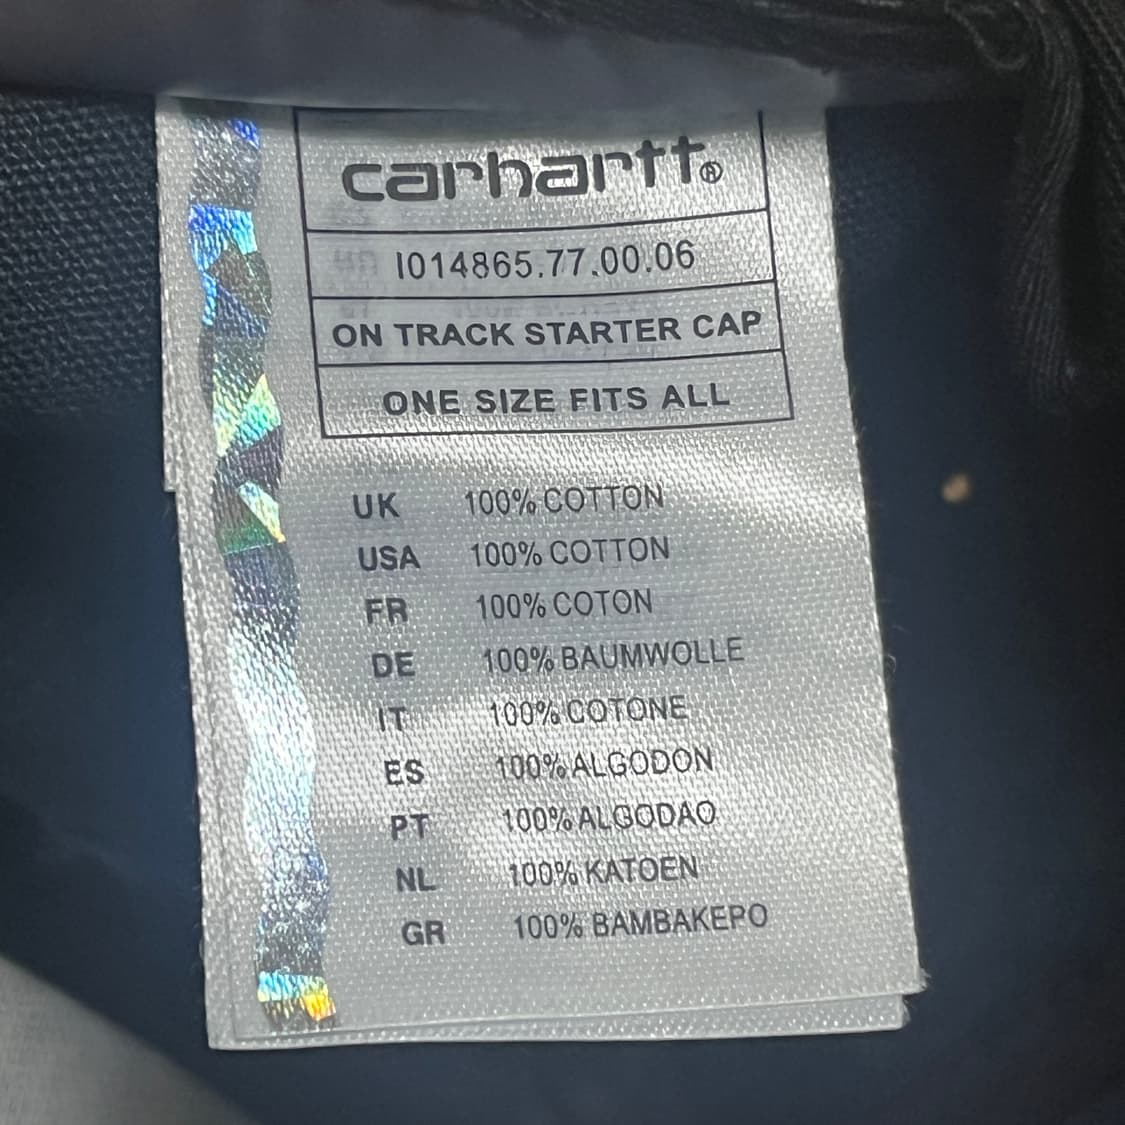 carhartt®
I014865.77.00.06
ON TRACK STARTER CAP
ONE SIZE FITS ALL
UK 100% COTTON
USA 100% COTTON
FR 100% COTON
DE 100% BAUMWOLLE
IT 100% COTONE
ES 100% ALGODON
PT 100% ALGODAO
NL 100% KATOEN
GR 100% BAMBAKEPO